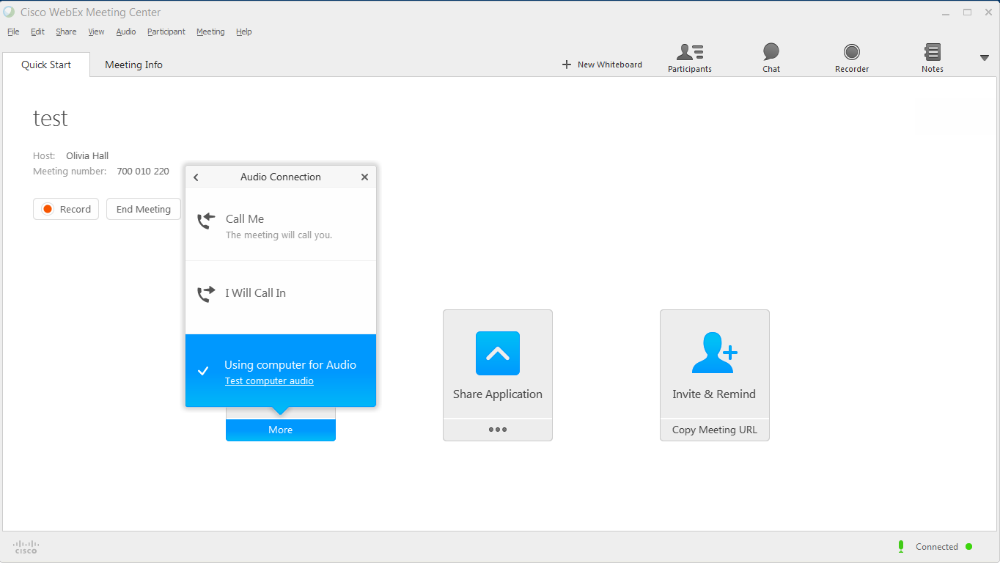 Cisco WebEx Meeting Center
File Edit Share View Audio Participant Meeting Help
Quick Start Meeting Info New Whiteboard Participants Chat Recorder Notes
test
Host: Olivia Hall
Meeting number: 700 010 220
Record End Meeting
Audio Connection
Call Me
The meeting will call you.
I Will Call In
Using computer for Audio
Test computer audio
More
Share Application
Invite & Remind
Copy Meeting URL
CISCO
Connected